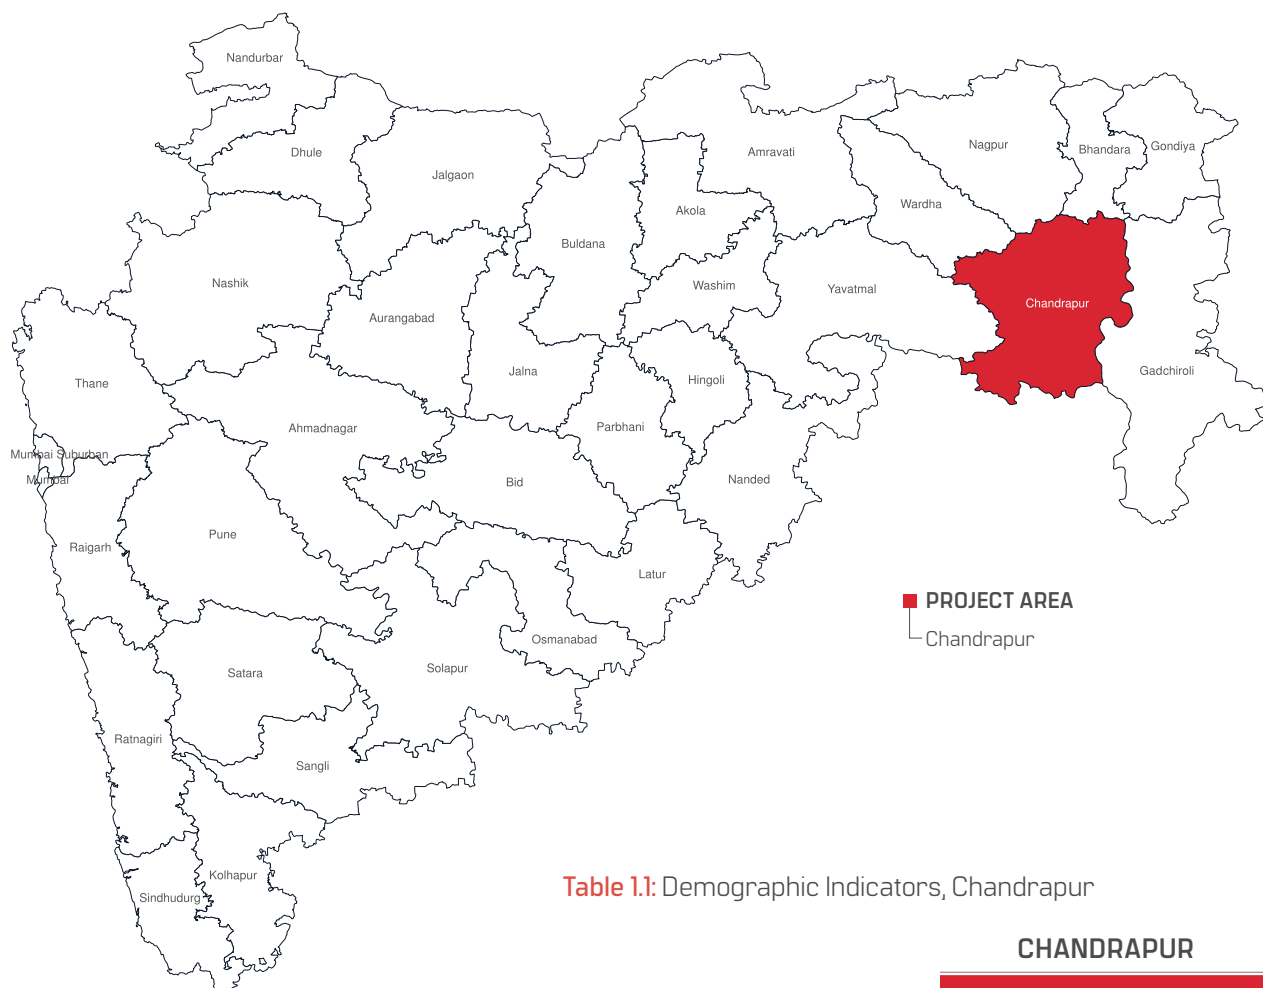 Nandurbar
Dhule
Jalgaon
Amravati
Nagpur
Bhandara
Gondiya
Akola
Wardha
Buldana
Nashik
Aurangabad
Washim
Yavatmal
Chandrapur
Thane
Jalna
Hingoli
Gadchiroli
Ahmadnagar
Parbhani
Mumbai Suburban
Mumbai
Bid
Nanded
Pune
Raigarh
Latur
PROJECT AREA
Chandrapur
Osmanabad
Satara
Solapur
Ratnagiri
Sangli
Kolhapur
Sindhudurg
Table 1.1: Demographic Indicators, Chandrapur
CHANDRAPUR